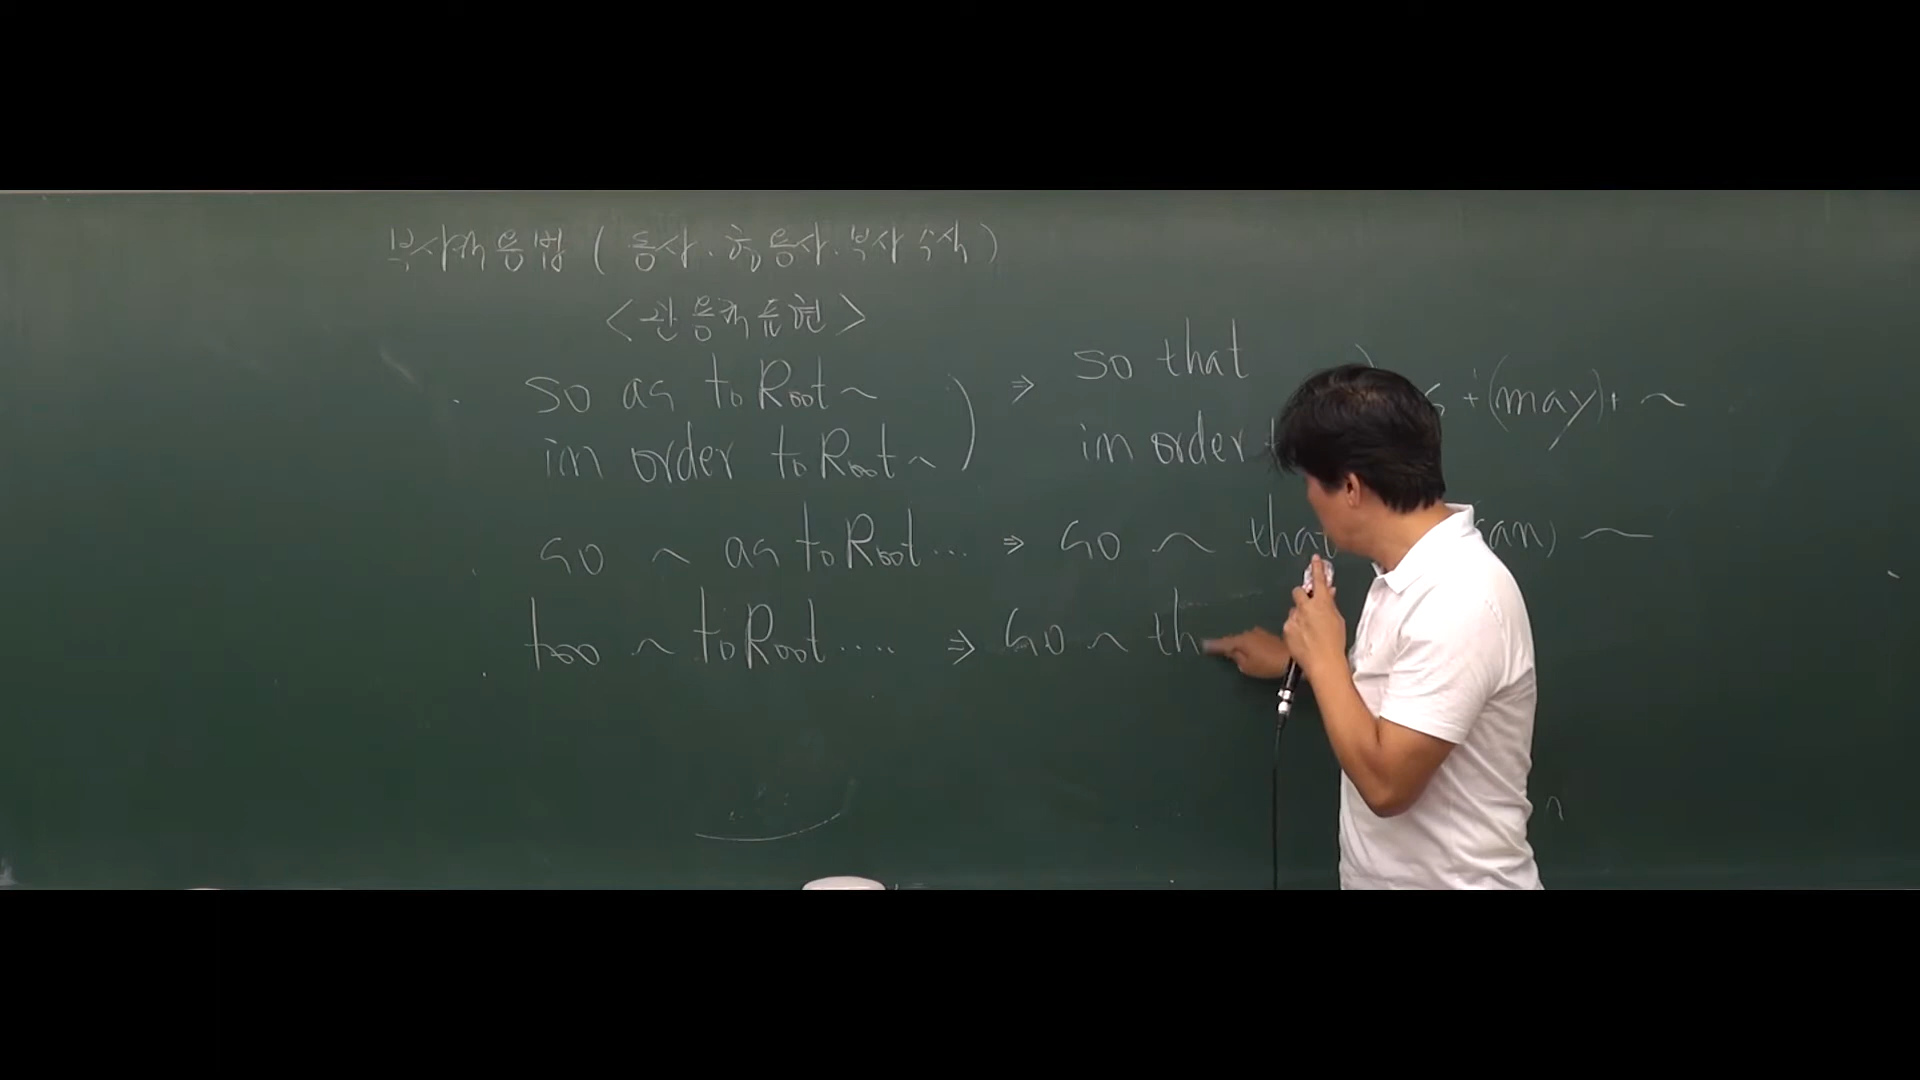 부사적용법 ( 동사 . 형용사 . 부사 수식 )
<관용적 표현>
so as to Root ~ ) ⇒ so that + (may) + ~
in order to Root ~ in order
so ~ as to Root ... ⇒ so ~ that can) ~
too ~ to Root .... ⇒ so ~ th